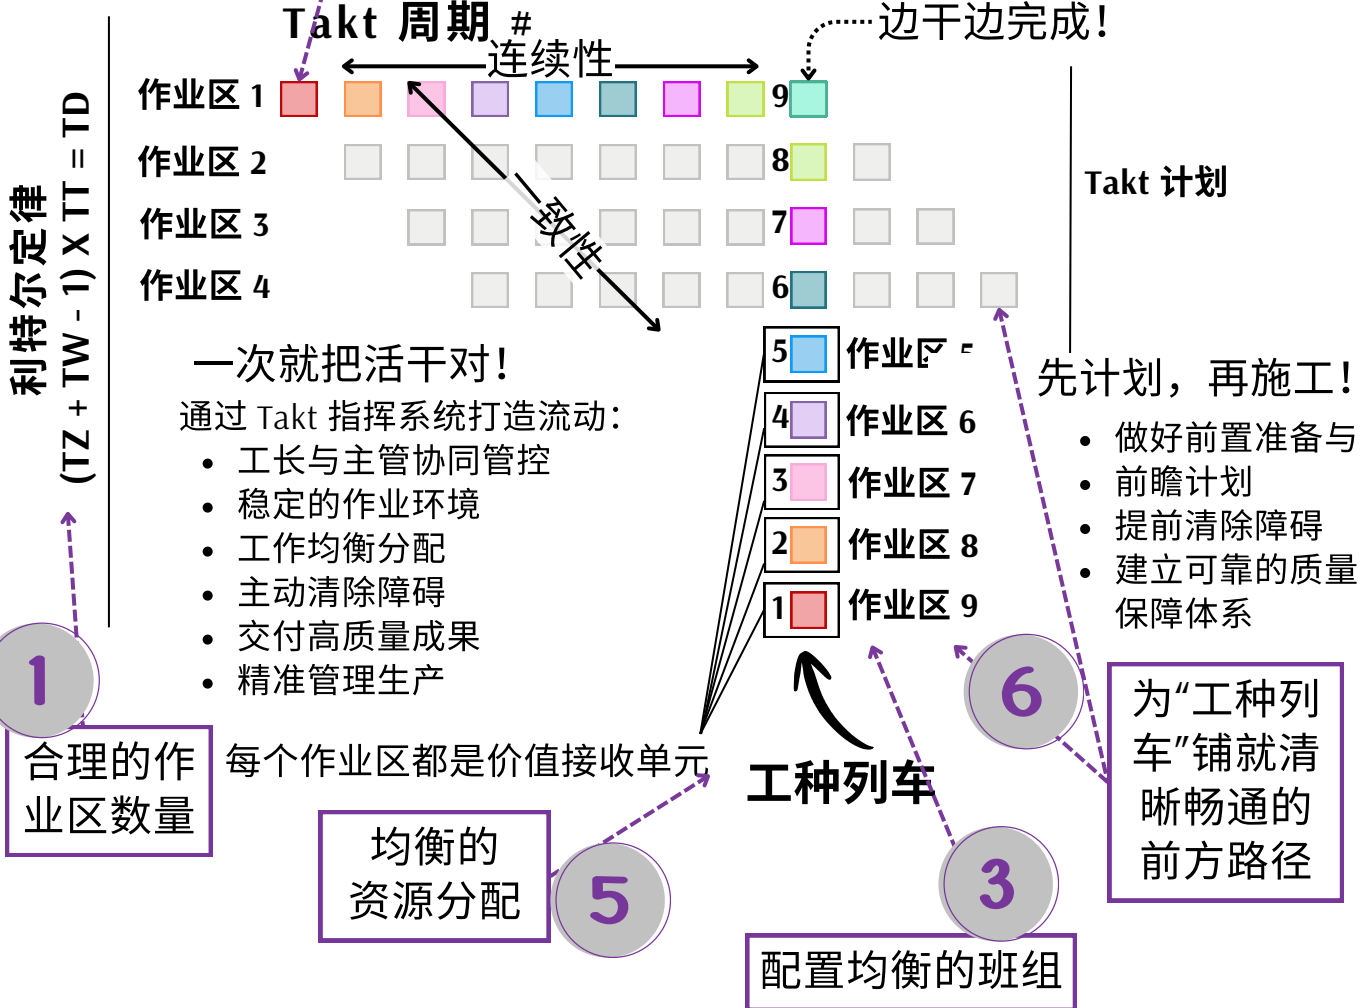 Takt 周期 #
边干边完成！
连续性
作业区 1
9
作业区 2
8
作业区 3
7
作业区 4
6
一致性
Takt 计划
利特尔定律
(TZ + TW - 1) X TT = TD
5
作业区 5
4
作业区 6
3
作业区 7
2
作业区 8
1
作业区 9
一次就把活干对！
通过 Takt 指挥系统打造流动：
• 工长与主管协同管控
• 稳定的作业环境
• 工作均衡分配
• 主动清除障碍
• 交付高质量成果
• 精准管理生产
先计划，再施工！
• 做好前置准备与
• 前瞻计划
• 提前清除障碍
• 建立可靠的质量
保障体系
每个作业区都是价值接收单元
工种列车
1
合理的作
业区数量
5
均衡的
资源分配
3
配置均衡的班组
6
为“工种列
车”铺就清
晰畅通的
前方路径